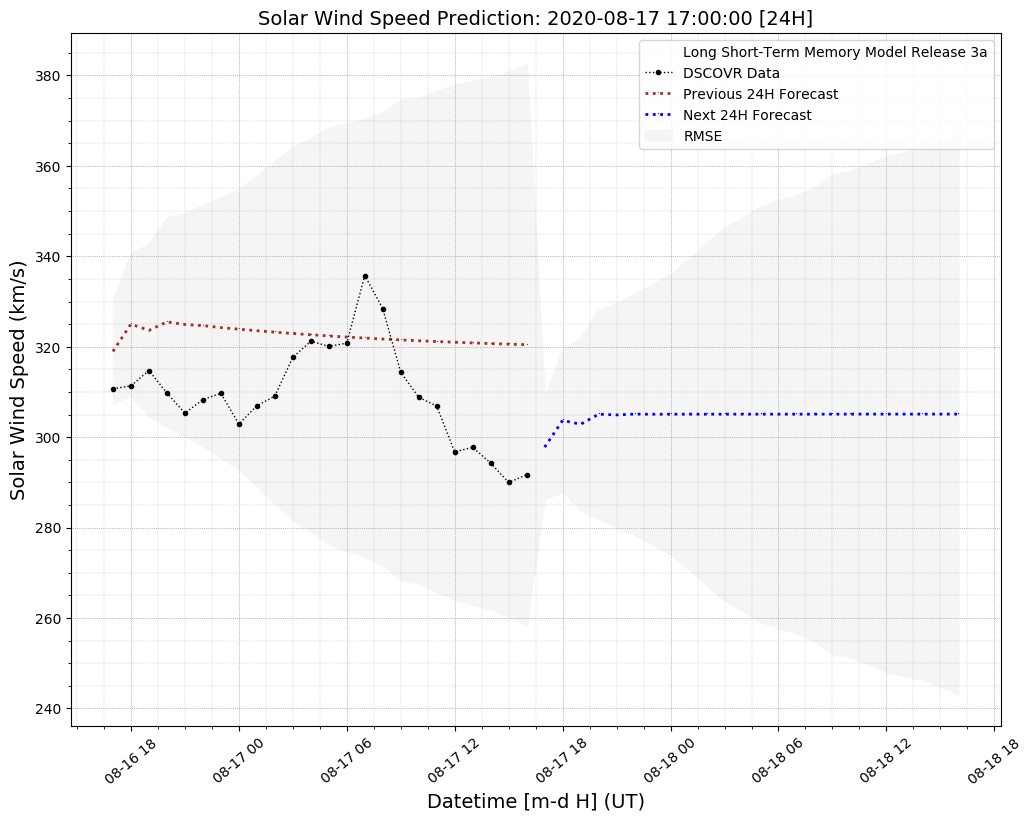 Solar Wind Speed Prediction: 2020-08-17 17:00:00 [24H]
Long Short-Term Memory Model Release 3a
DSCOVR Data
Previous 24H Forecast
Next 24H Forecast
RMSE
Solar Wind Speed (km/s)
380
360
340
320
300
280
260
240
08-16 18
08-17 00
08-17 06
08-17 12
08-17 18
08-18 00
08-18 06
08-18 12
08-18 18
Datetime [m-d H] (UT)